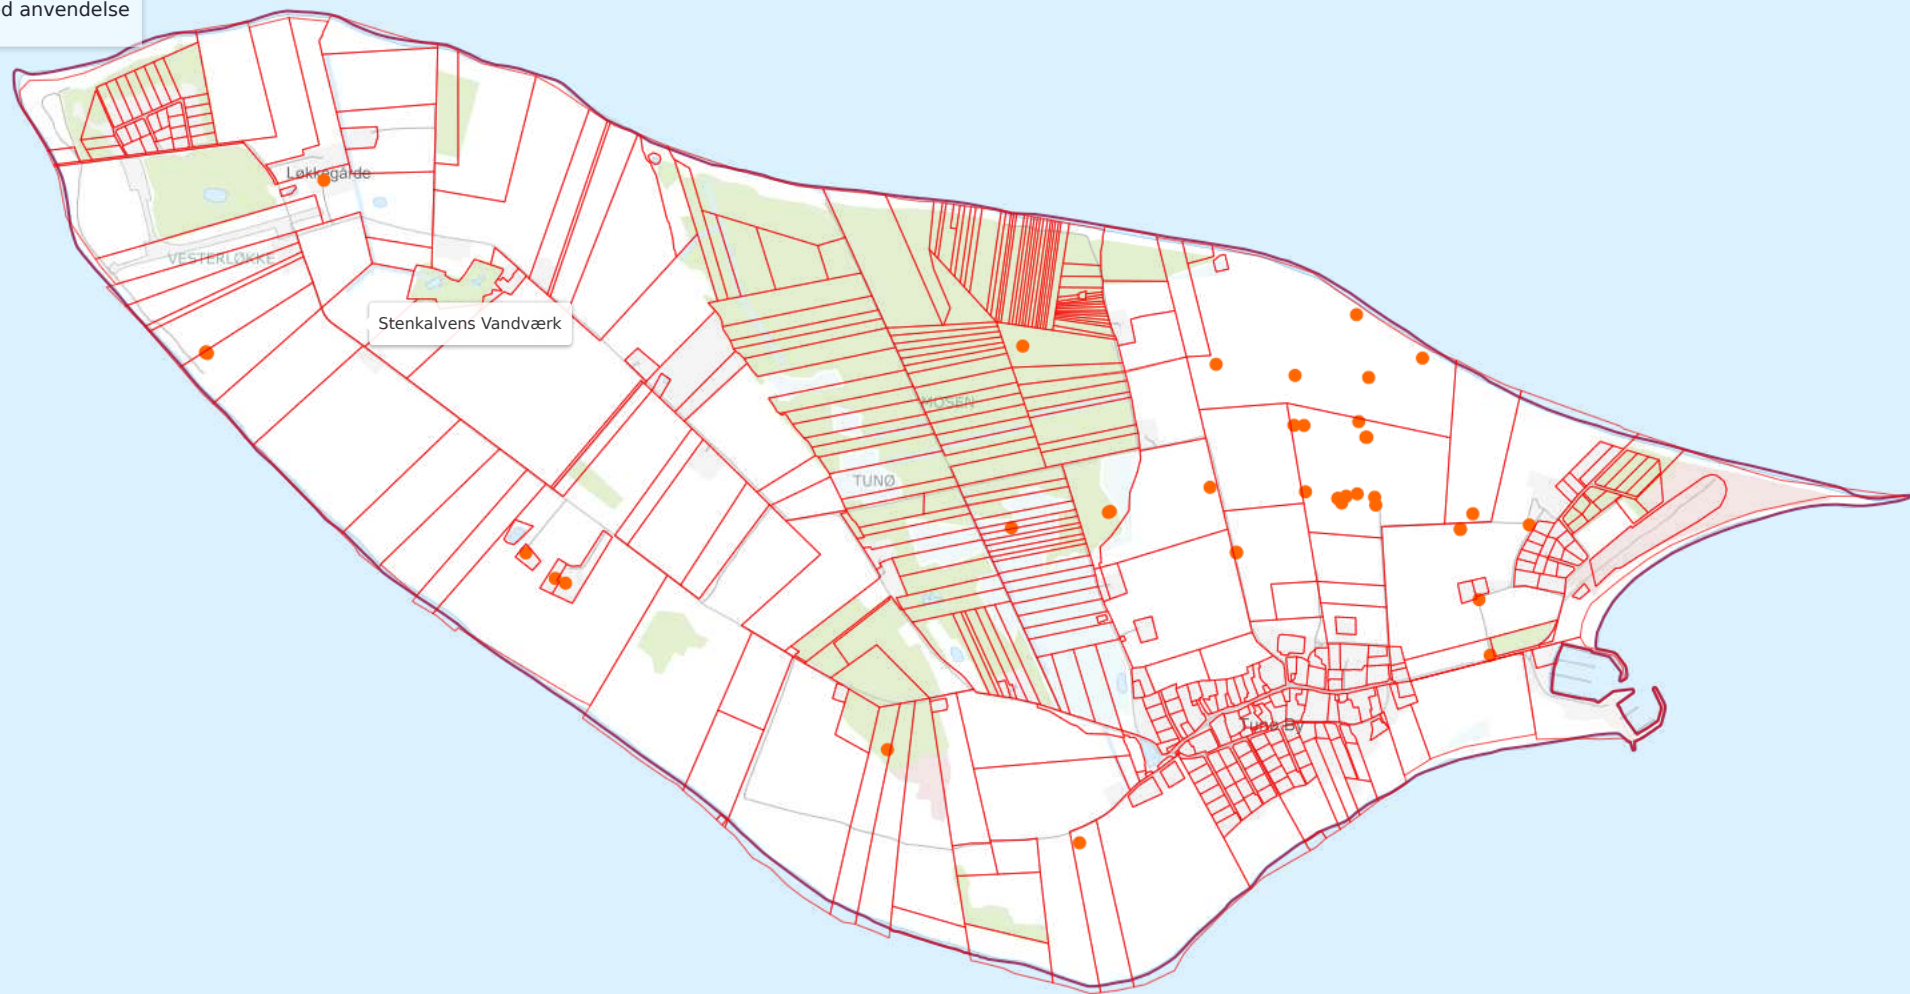 d anvendelse
Løkkegårde
VESTERLØKKE
Stenkalvens Vandværk
MOSEN
TUNØ
Tunø By